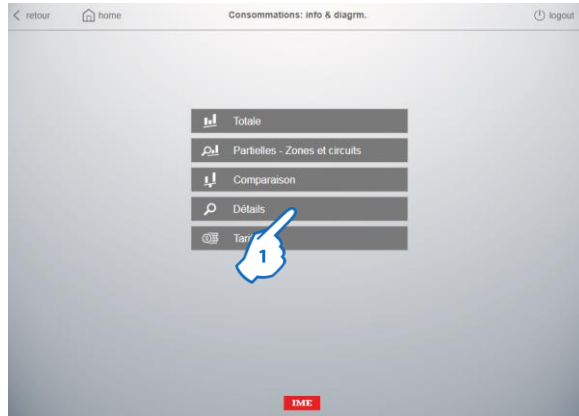 retour home Consommations: info & diagrm. logout
Totale
Partielles - Zones et circuits
Comparaison
Détails
1
IME